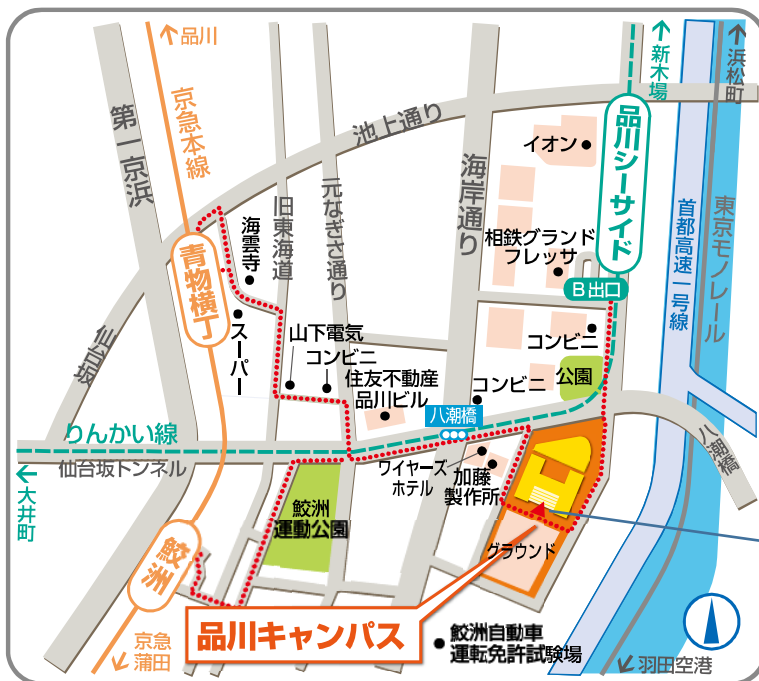 品川
新木場
浜松町
京急本線
第一京浜
池上通り
イオン
品川シーサイド
海岸通り
元なぎさ通り
旧東海道
海雲寺
首都高速一号線
東京モノレール
相鉄グランド
フレッサ
青物横丁
B出口
仙台坂
スーパー
山下電気
コンビニ
コンビニ
住友不動産
品川ビル
コンビニ
公園
八潮橋
りんかい線
仙台坂トンネル
大井町
ワイヤーズ
ホテル
加藤
製作所
八潮橋
鮫洲
運動公園
鮫洲
グラウンド
品川キャンパス
鮫洲自動車
運転免許試験場
京急
蒲田
羽田空港